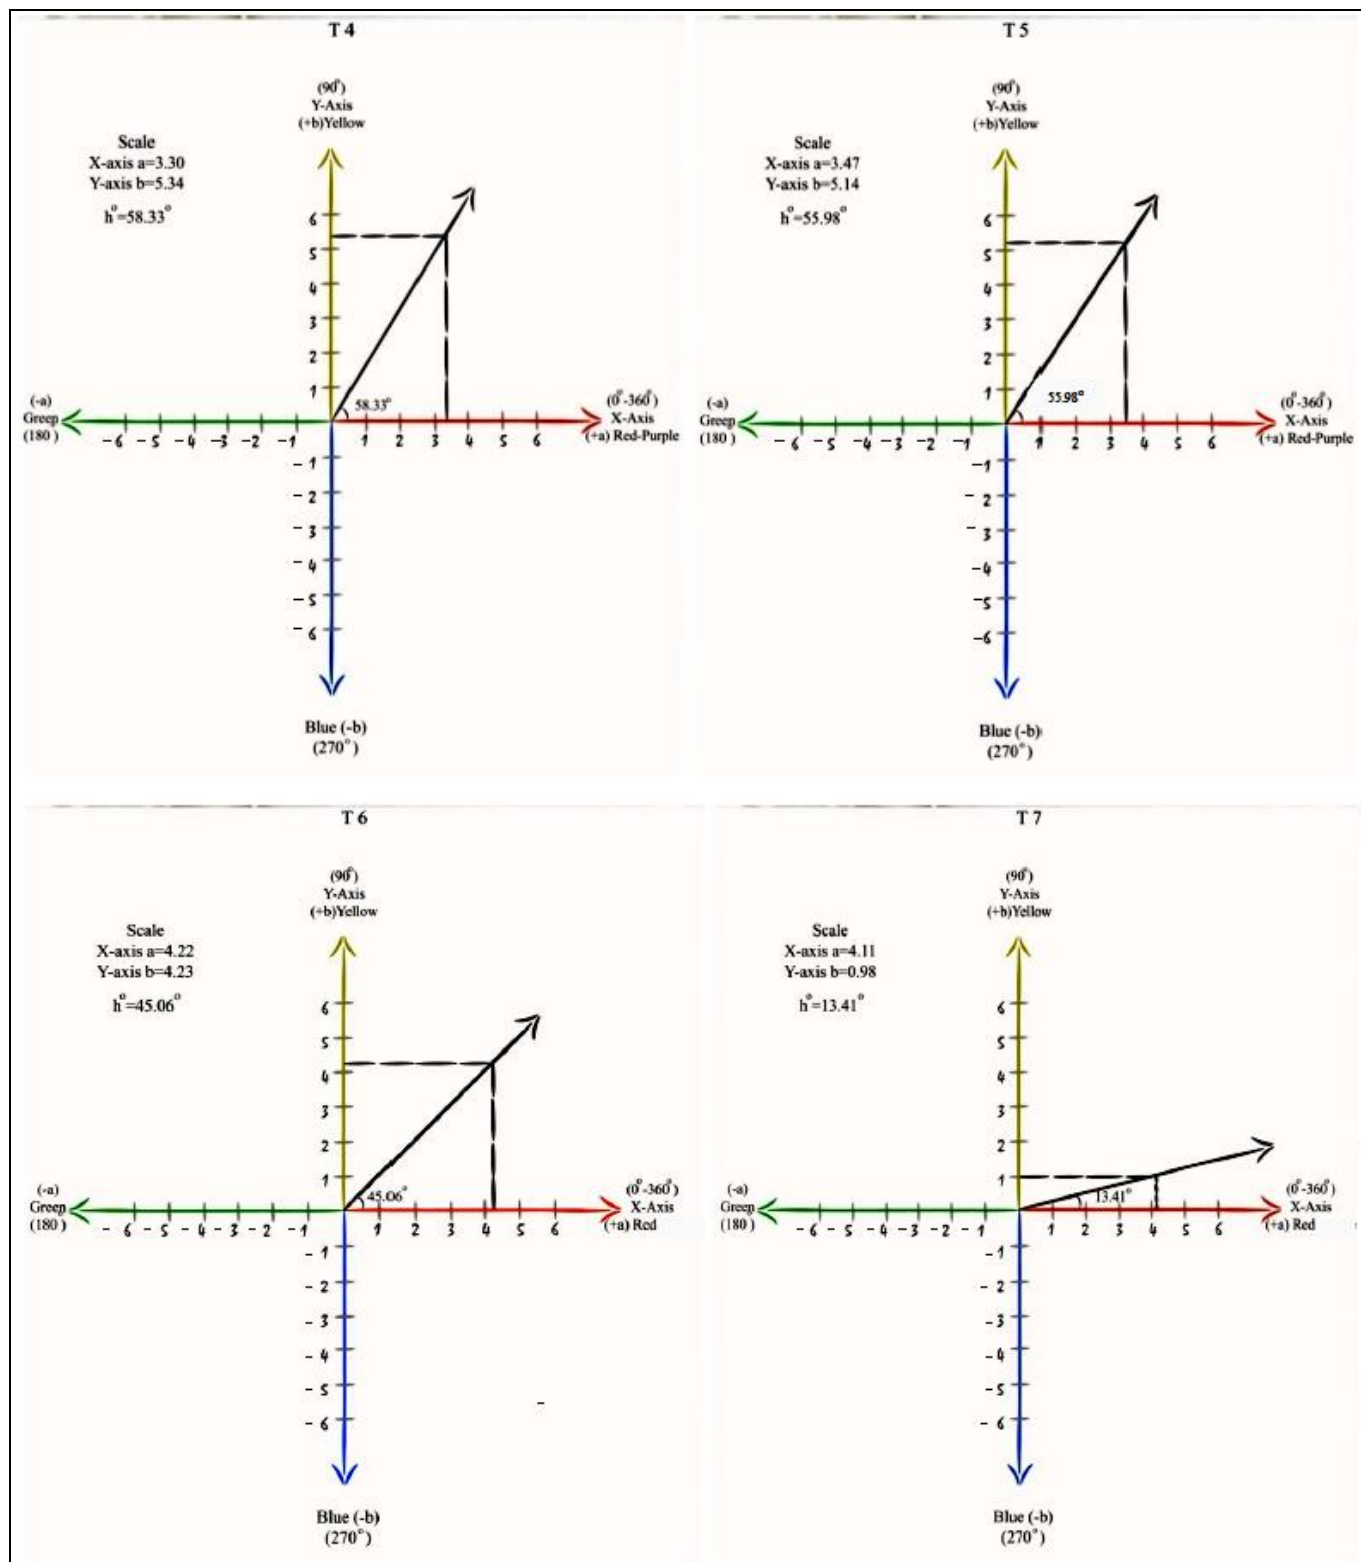 T 4
(90°)
Y-Axis
(+b)Yellow
Scale
X-axis a=3.30
Y-axis b=5.34
h°=58.33°
6
5
4
3
2
1
58.33°
(-a)
Green
(180 )
(0°-360°)
X-Axis
(+a) Red-Purple
-6 -5 -4 -3 -2 -1 1 2 3 4 5 6
-1
-2
-3
-4
-5
-6
Blue (-b)
(270°)
T 5
(90°)
Y-Axis
(+b)Yellow
Scale
X-axis a=3.47
Y-axis b=5.14
h°=55.98°
6
5
4
3
2
1
55.98°
(-a)
Green
(180 )
(0°-360°)
X-Axis
(+a) Red-Purple
-6 -5 -4 -3 -2 -1 1 2 3 4 5 6
-1
-2
-3
-4
-5
-6
Blue (-b)
(270°)
T 6
(90°)
Y-Axis
(+b)Yellow
Scale
X-axis a=4.22
Y-axis b=4.23
h°=45.06°
6
5
4
3
2
1
45.06°
(-a)
Green
(180 )
(0°-360°)
X-Axis
(+a) Red
-6 -5 -4 -3 -2 -1 1 2 3 4 5 6
-1
-2
-3
-4
-5
-6
Blue (-b)
(270°)
T 7
(90°)
Y-Axis
(+b)Yellow
Scale
X-axis a=4.11
Y-axis b=0.98
h°=13.41°
6
5
4
3
2
1
13.41°
(-a)
Green
(180 )
(0°-360°)
X-Axis
(+a) Red
-6 -5 -4 -3 -2 -1 1 2 3 4 5 6
-1
-2
-3
-4
-5
-6
Blue (-b)
(270°)